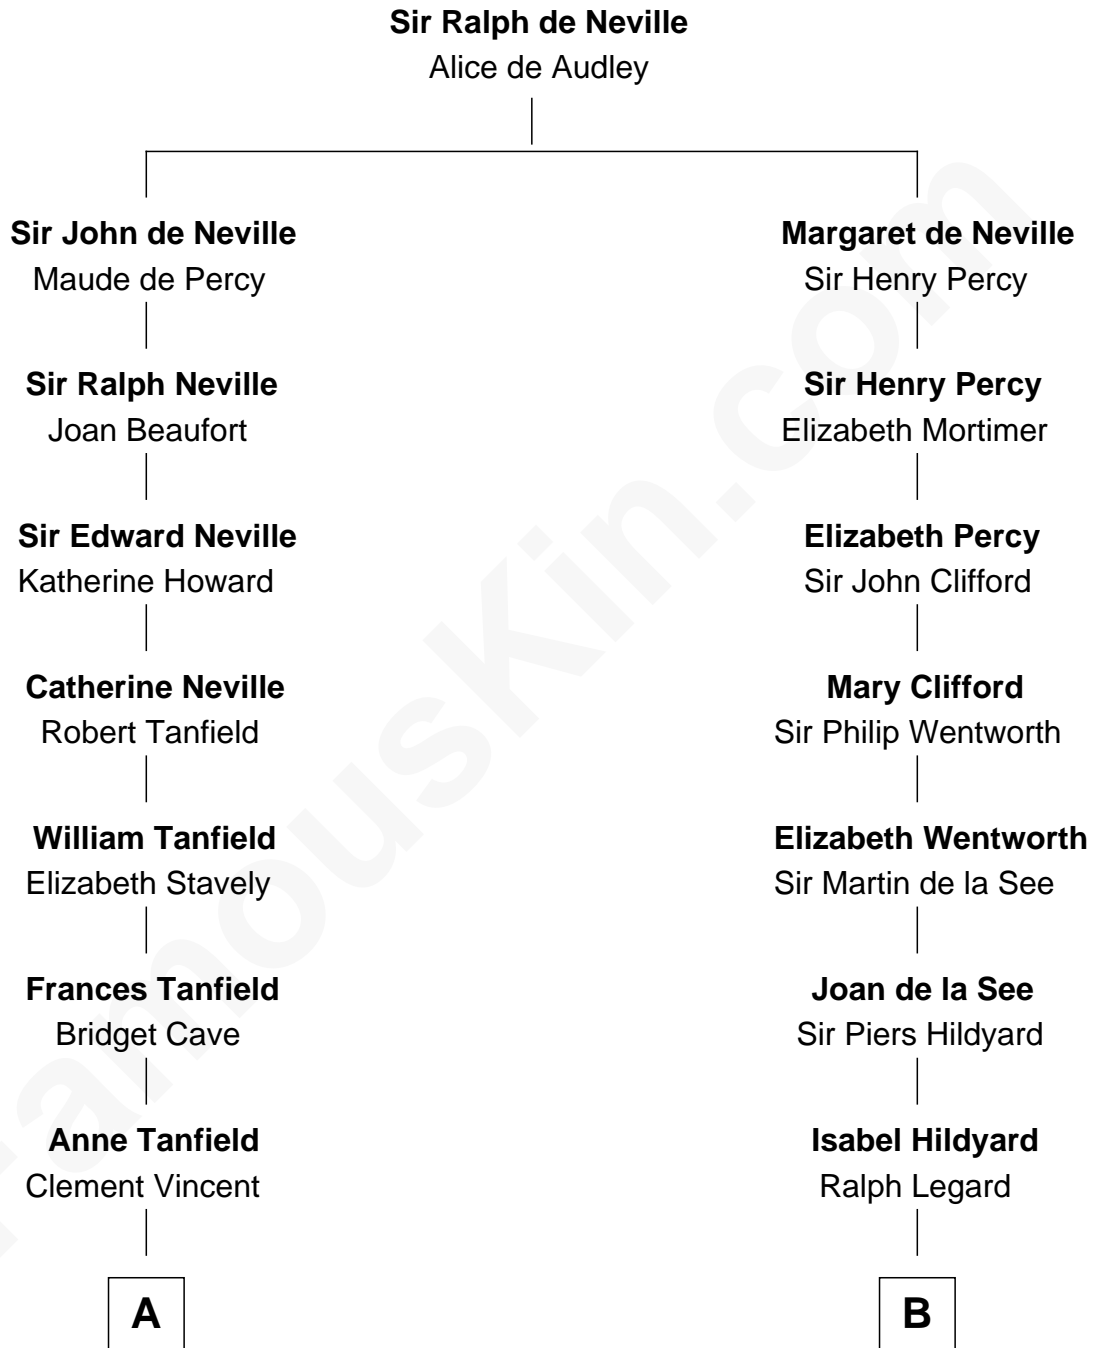 Sir Ralph de Neville
Alice de Audley
Sir John de Neville
Maude de Percy
Margaret de Neville
Sir Henry Percy
Sir Ralph Neville
Joan Beaufort
Sir Henry Percy
Elizabeth Mortimer
Sir Edward Neville
Katherine Howard
Elizabeth Percy
Sir John Clifford
Catherine Neville
Robert Tanfield
Mary Clifford
Sir Philip Wentworth
William Tanfield
Elizabeth Stavely
Elizabeth Wentworth
Sir Martin de la See
Frances Tanfield
Bridget Cave
Joan de la See
Sir Piers Hildyard
Anne Tanfield
Clement Vincent
Isabel Hildyard
Ralph Legard
A
B
FamousKin.com